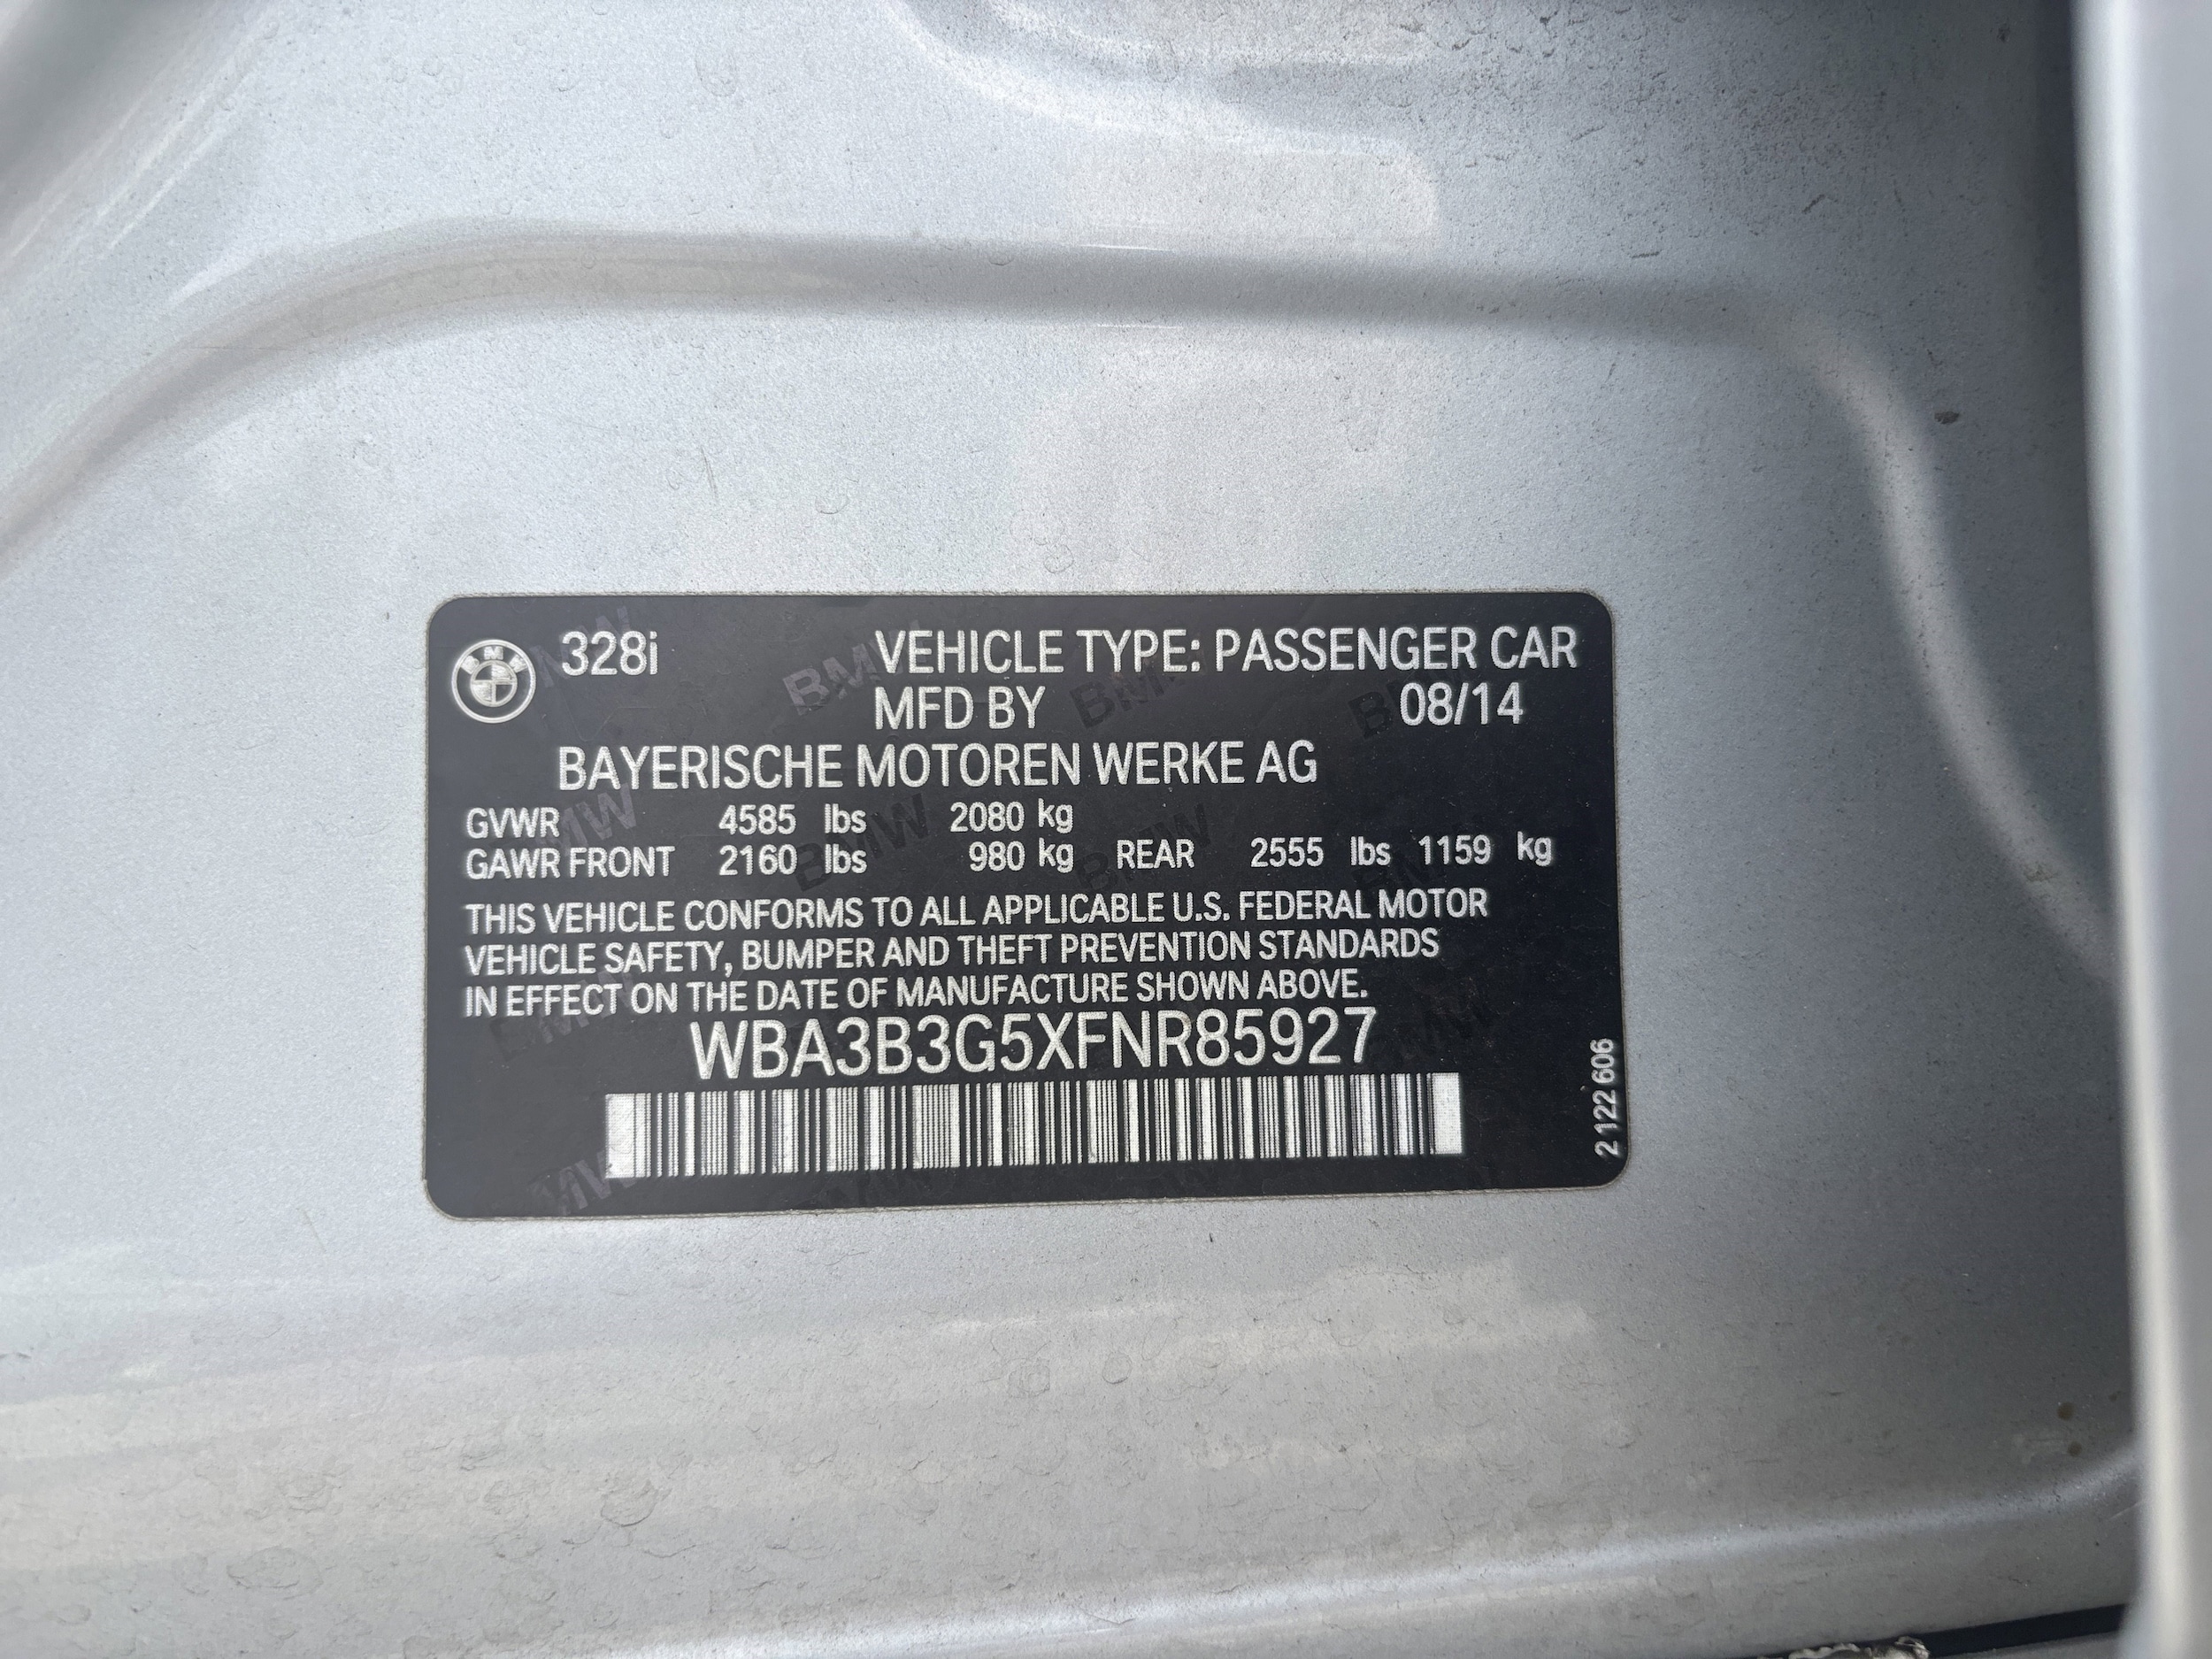 328i VEHICLE TYPE: PASSENGER CAR
MFD BY 08/14
BAYERISCHE MOTOREN WERKE AG
GVWR 4585 lbs 2080 kg
GAWR FRONT 2160 lbs 980 kg REAR 2555 lbs 1159 kg
THIS VEHICLE CONFORMS TO ALL APPLICABLE U.S. FEDERAL MOTOR
VEHICLE SAFETY, BUMPER AND THEFT PREVENTION STANDARDS
IN EFFECT ON THE DATE OF MANUFACTURE SHOWN ABOVE.
WBA3B3G5XFNR85927
2 122 606
BMW